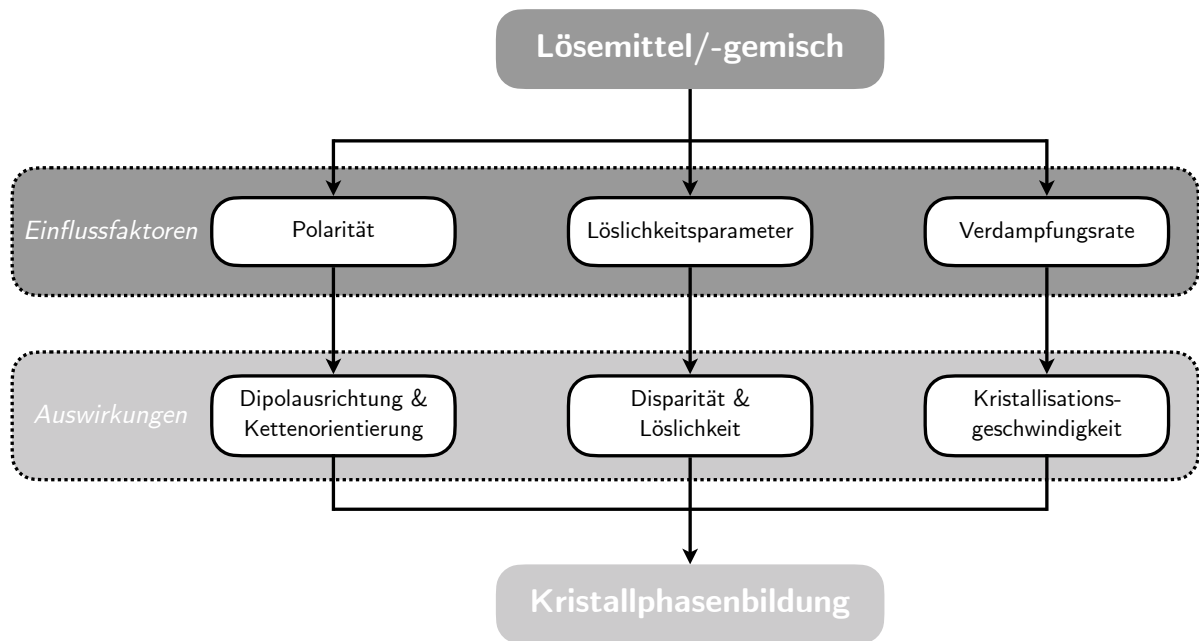 Lösemittel/-gemisch
Einflussfaktoren
Polarität
Löslichkeitsparameter
Verdampfungsrate
Auswirkungen
Dipolausrichtung &
Kettenorientierung
Disparität &
Löslichkeit
Kristallisations-
geschwindigkeit
Kristallphasenbildung